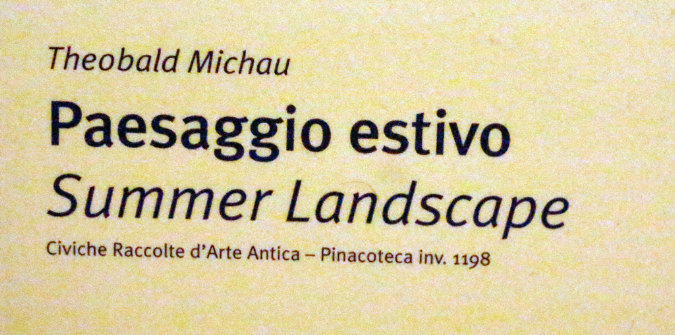 Theobald Michau
Paesaggio estivo
Summer Landscape
Civiche Raccolte d'Arte Antica – Pinacoteca inv. 1198